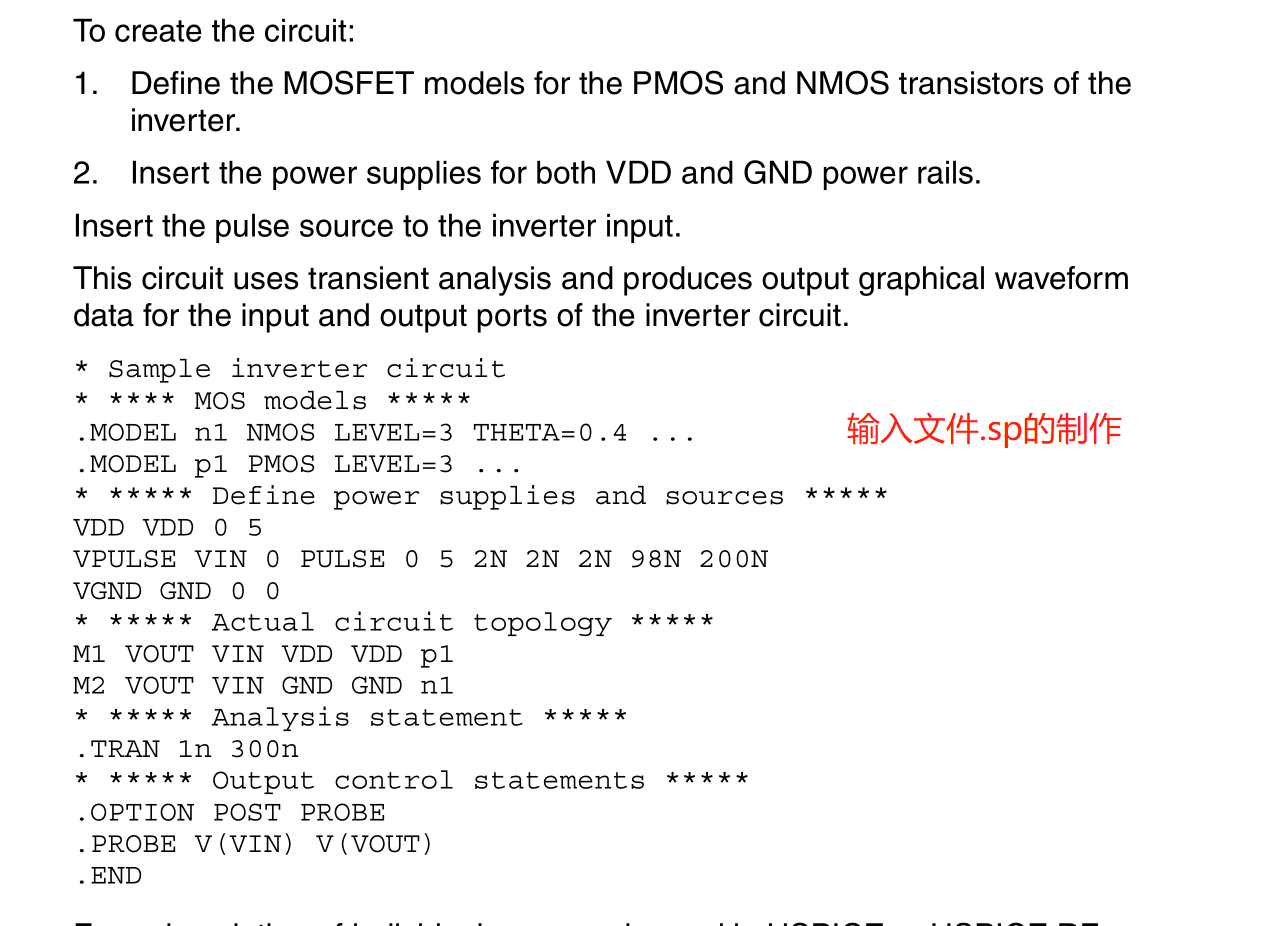 To create the circuit:
1. Define the MOSFET models for the PMOS and NMOS transistors of the
inverter.
2. Insert the power supplies for both VDD and GND power rails.
Insert the pulse source to the inverter input.
This circuit uses transient analysis and produces output graphical waveform
data for the input and output ports of the inverter circuit.
* Sample inverter circuit
* **** MOS models *****
.MODEL n1 NMOS LEVEL=3 THETA=0.4 ...
输入文件.sp的制作
.MODEL p1 PMOS LEVEL=3 ...
* ***** Define power supplies and sources *****
VDD VDD 0 5
VPULSE VIN 0 PULSE 0 5 2N 2N 2N 98N 200N
VGND GND 0 0
* ***** Actual circuit topology *****
M1 VOUT VIN VDD VDD p1
M2 VOUT VIN GND GND n1
* ***** Analysis statement *****
.TRAN 1n 300n
* ***** Output control statements *****
.OPTION POST PROBE
.PROBE V(VIN) V(VOUT)
.END